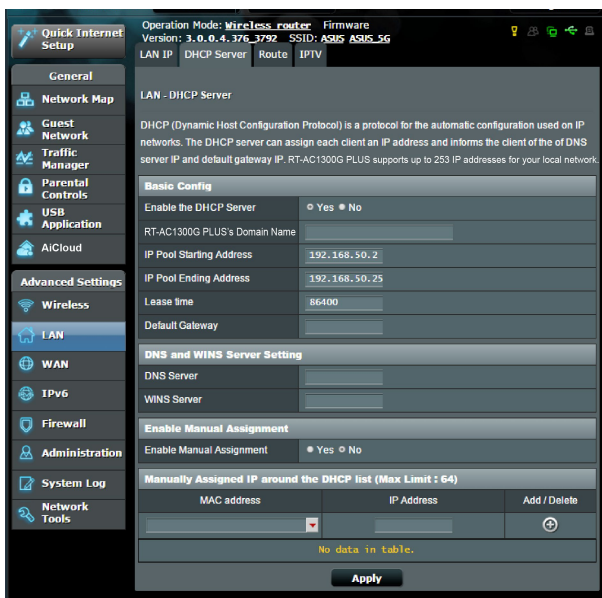 Quick Internet
Setup
General
Network Map
Guest
Network
Traffic
Manager
Parental
Controls
USB
Application
AiCloud
Advanced Settings
Wireless
LAN
WAN
IPv6
Firewall
Administration
System Log
Network
Tools
Operation Mode: Wireless router Firmware
Version: 3.0.0.4.376_3792 SSID: ASUS ASUS_5G
LAN IP DHCP Server Route IPTV
LAN - DHCP Server
DHCP (Dynamic Host Configuration Protocol) is a protocol for the automatic configuration used on IP
networks. The DHCP server can assign each client an IP address and informs the client of the of DNS
server IP and default gateway IP. RT-AC1300G PLUS supports up to 253 IP addresses for your local network.
Basic Config
Enable the DHCP Server Yes No
RT-AC1300G PLUS's Domain Name
IP Pool Starting Address 192.168.50.2
IP Pool Ending Address 192.168.50.25
Lease time 86400
Default Gateway
DNS and WINS Server Setting
DNS Server
WINS Server
Enable Manual Assignment
Enable Manual Assignment Yes No
Manually Assigned IP around the DHCP list (Max Limit : 64)
MAC address IP Address Add / Delete
No data in table.
Apply